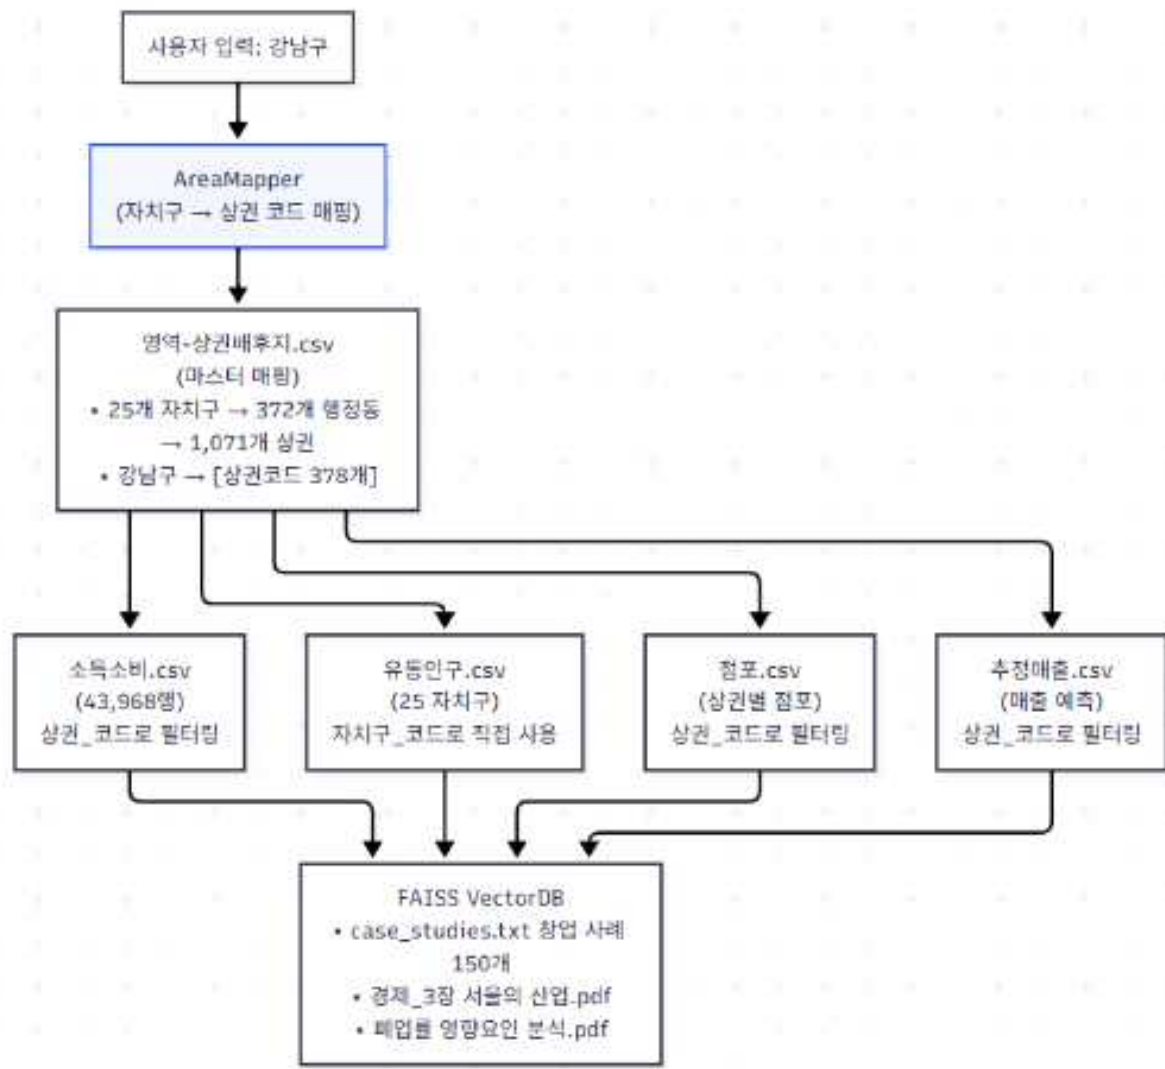 사용자 입력: 강남구
AreaMapper
(자치구 → 상권 코드 매핑)
영역-상권배후지.csv
(마스터 매핑)
• 25개 자치구 → 372개 행정동
→ 1,071개 상권
• 강남구 → [상권코드 378개]
소득소비.csv
(43,968행)
상권_코드로 필터링
유동인구.csv
(25 자치구)
자치구_코드로 직접 사용
점포.csv
(상권별 점포)
상권_코드로 필터링
추정매출.csv
(매출 예측)
상권_코드로 필터링
FAISS VectorDB
• case_studies.txt 창업 사례
150개
• 경제_3장 서울의 산업.pdf
• 폐업률 영향요인 분석.pdf